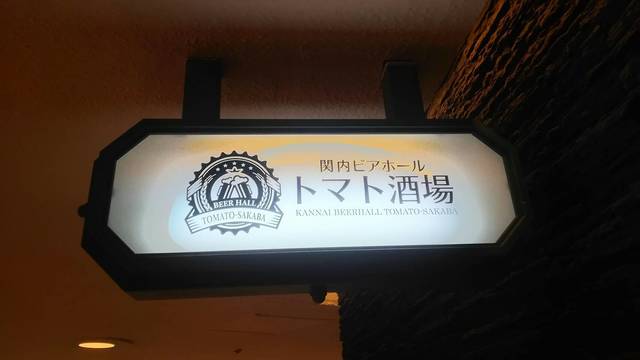 関内ビアホール
トマト酒場
KANNAI BEERHALL TOMATO-SAKABA
BEER HALL
TOMATO-SAKABA